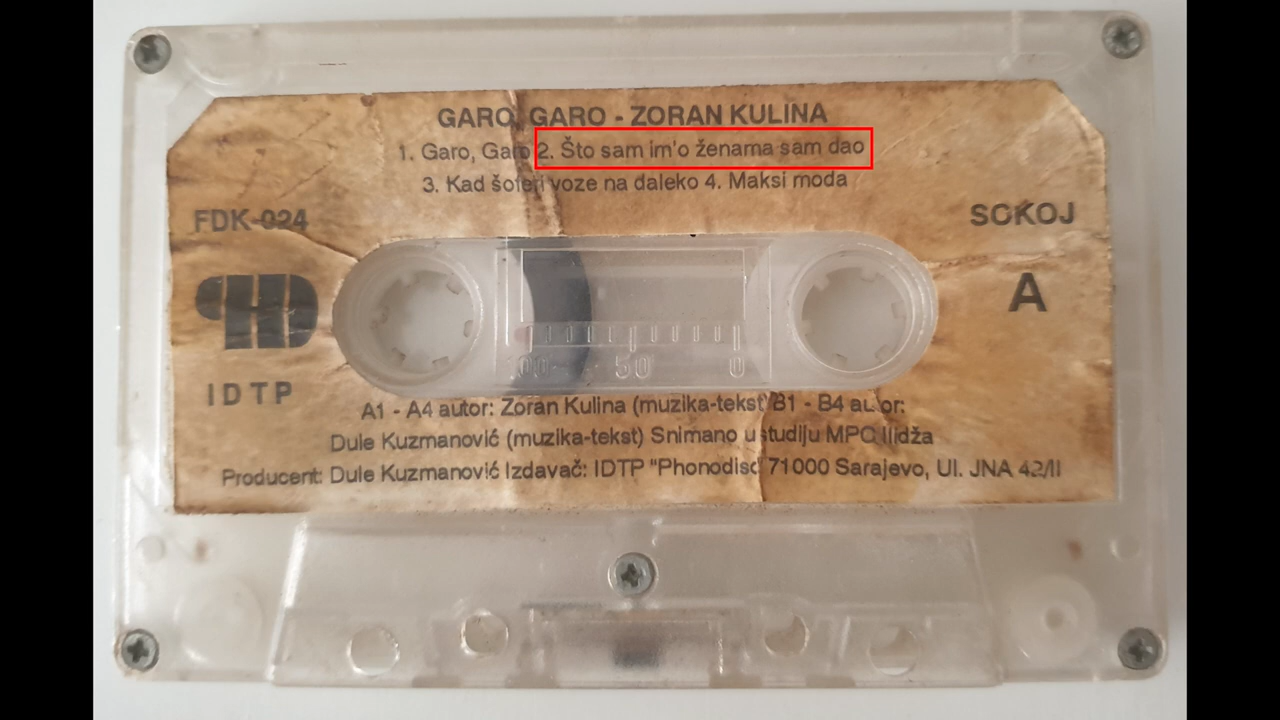 GARO, GARO - ZORAN KULINA
1. Garo, Garo 2. Što sam im'o ženama sam dao
3. Kad šoferi voze na daleko 4. Maksi moda
FDK-024
SOKOJ
A
IDTP
100 50 0
A1 - A4 autor: Zoran Kulina (muzika-tekst) B1 - B4 autor:
Dule Kuzmanović (muzika-tekst) Snimano u studiju MPC Ilidža
Producent: Dule Kuzmanović Izdavač: IDTP "Phonodisc" 71000 Sarajevo, Ul. JNA 42/II